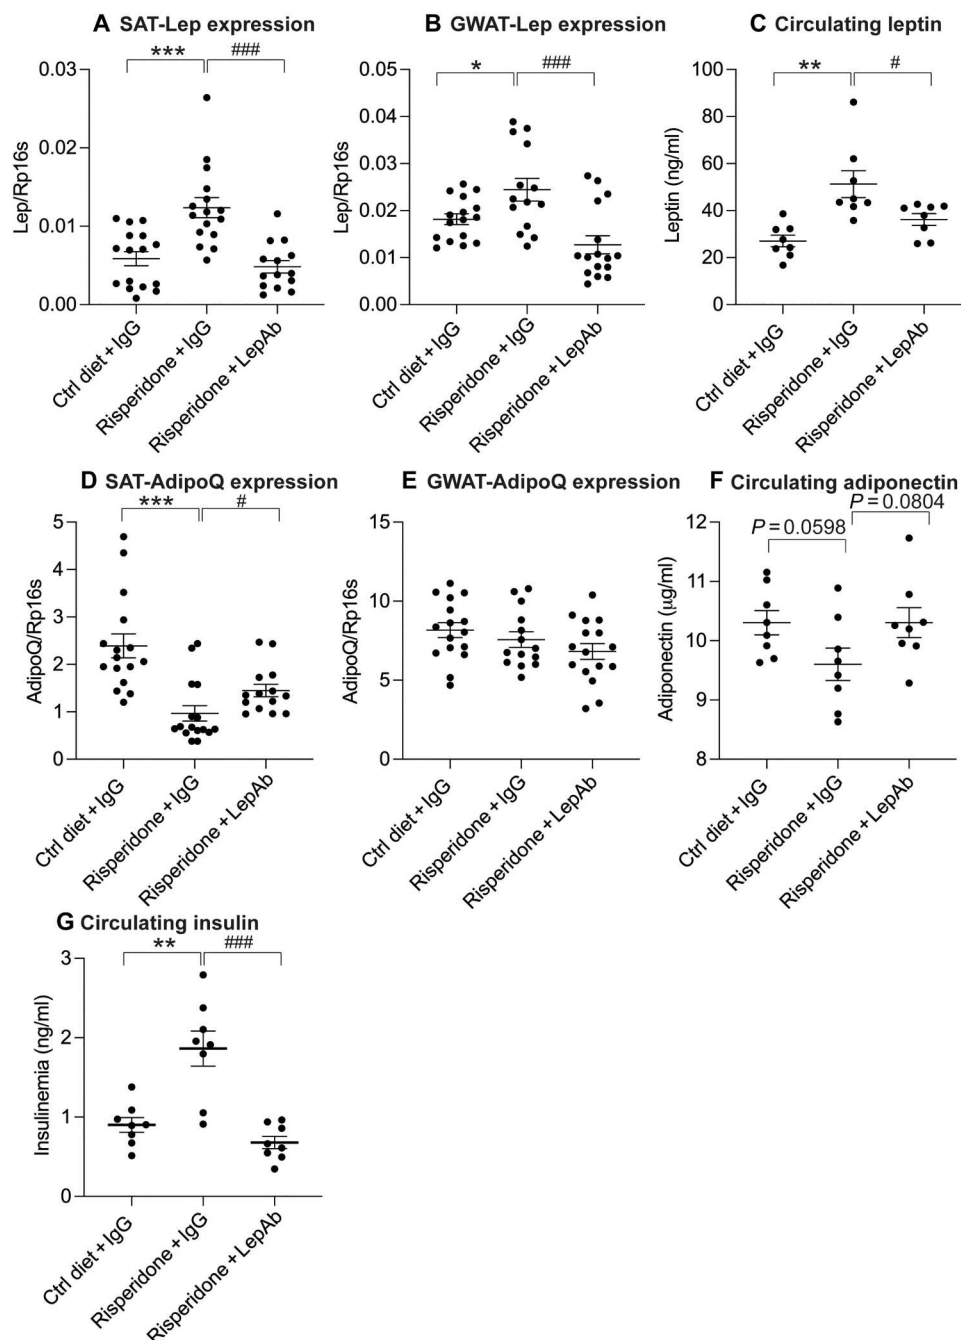 A SAT-Lep expression
*** ###
Lep/Rp16s
0.03
0.02
0.01
0.00
Ctrl diet + IgG
Risperidone + IgG
Risperidone + LepAb
B GWAT-Lep expression
* ###
Lep/Rp16s
0.05
0.04
0.03
0.02
0.01
0.00
Ctrl diet + IgG
Risperidone + IgG
Risperidone + LepAb
C Circulating leptin
** #
Leptin (ng/ml)
100
80
60
40
20
0
Ctrl diet + IgG
Risperidone + IgG
Risperidone + LepAb
D SAT-AdipoQ expression
*** #
AdipoQ/Rp16s
5
4
3
2
1
0
Ctrl diet + IgG
Risperidone + IgG
Risperidone + LepAb
E GWAT-AdipoQ expression
AdipoQ/Rp16s
15
10
5
0
Ctrl diet + IgG
Risperidone + IgG
Risperidone + LepAb
F Circulating adiponectin
P = 0.0804
P = 0.0598
Adiponectin (μg/ml)
12
11
10
9
8
Ctrl diet + IgG
Risperidone + IgG
Risperidone + LepAb
G Circulating insulin
** ###
Insulinemia (ng/ml)
3
2
1
0
Ctrl diet + IgG
Risperidone + IgG
Risperidone + LepAb